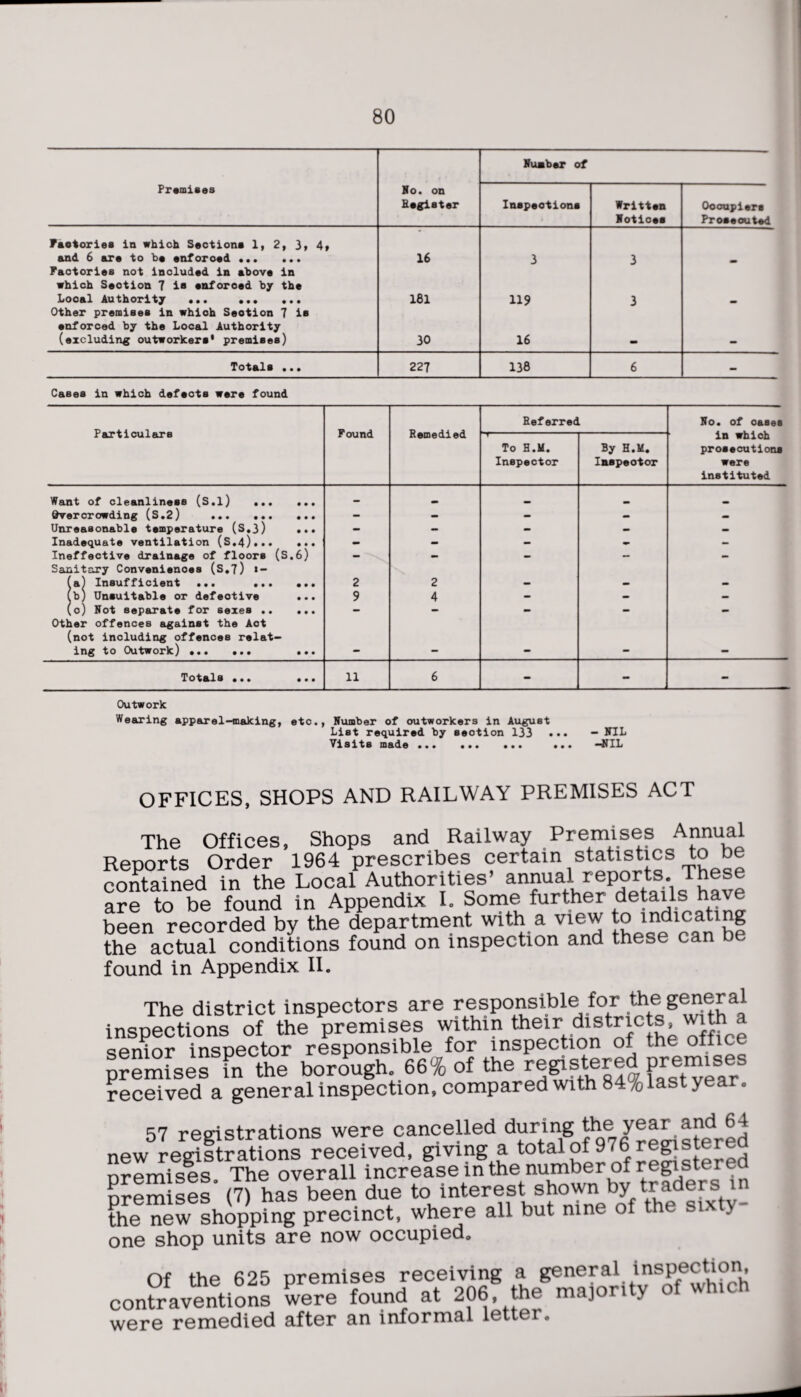 80
Number of
Premises No. on Register Inspections Written Notices Occupiers Prosecuted
Factories in which Sections 1, 2, 3, 4,
and 6 are to be enforced ... ... 16 3 3 -
Factories not included in above in
which Section 7 is enforced by the
Local Authority ... ... ... 181 119 3 -
Other premises in which Section 7 is
enforced by the Local Authority
(excluding outworkers' premises) 30 16 - -
Totals ... 227 138 6 -
Cases in which defects were found
Particulars Found Remedied Referred No. of cases in which prosecutions were instituted
To H.M. Inspector By H.M. Inspector
Want of cleanliness (S.1) ... ... - - - - -
Overcrowding (S.2) ... ... ... - - - - -
Unreasonable temperature (S.3) ... - - - - -
Inadequate ventilation (S.4)... ... - - - - -
Ineffective drainage of floors (S.6) - - - - -
Sanitary Conveniences (S.7) :-
(a) Insufficient ... ... ... 2 2 - - -
(b) Unsuitable or defective ... 9 4 - - -
(c) Not separate for sexes .. ... - - - - -
Other offences against the Act
(not including offences relat-
ing to Outwork) ... ... ... - - - - -
Totals ... ... 11 6 - - -
Outwork
Wearing apparel-making, etc., Number of outworkers in August
List required by section 133 ... - NIL
Visits made ... ... ... ... -NIL
OFFICES, SHOPS AND RAILWAY PREMISES ACT
The Offices, Shops and Railway Premises Annual
Reports Order 1964 prescribes certain statistics to be
contained in the Local Authorities' annual reports. These
are to be found in Appendix I. Some further details have
been recorded by the department with a view to indicating
the actual conditions found on inspection and these can be
found in Appendix II.
The district inspectors are responsible for the general
inspections of the premises within their districts, with a
senior inspector responsible for inspection of the office
premises in the borough. 66% of the registered premises
received a general inspection, compared with 84% last year.
57 registrations were cancelled during the year and 64
new registrations received, giving a total of 976 registered
premises. The overall increase in the number of registered
premises (7) has been due to interest shown by traders in
the new shopping precinct, where all but nine of the sixty-
one shop units are now occupied.
Of the 625 premises receiving a general inspection,
contraventions were found at 206, the majority of which
were remedied after an informal letter.